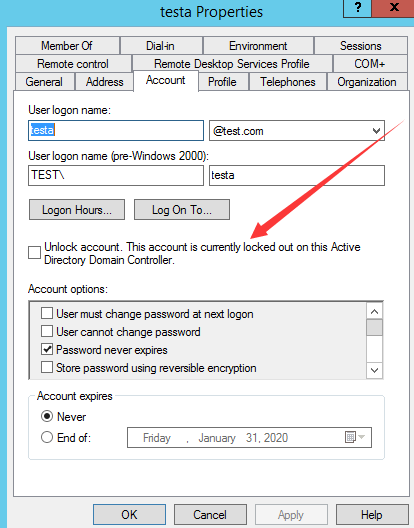 testa Properties
?
Member Of
Dial-in
Environment
Sessions
Remote control
Remote Desktop Services Profile
COM+
General
Address
Account
Profile
Telephones
Organization
User logon name:
testa
@test.com
User logon name (pre-Windows 2000):
TEST\
testa
Logon Hours...
Log On To...
Unlock account. This account is currently locked out on this Active
Directory Domain Controller.
Account options:
User must change password at next logon
User cannot change password
Password never expires
Store password using reversible encryption
Account expires
Never
End of:
Friday , January 31, 2020
OK
Cancel
Apply
Help